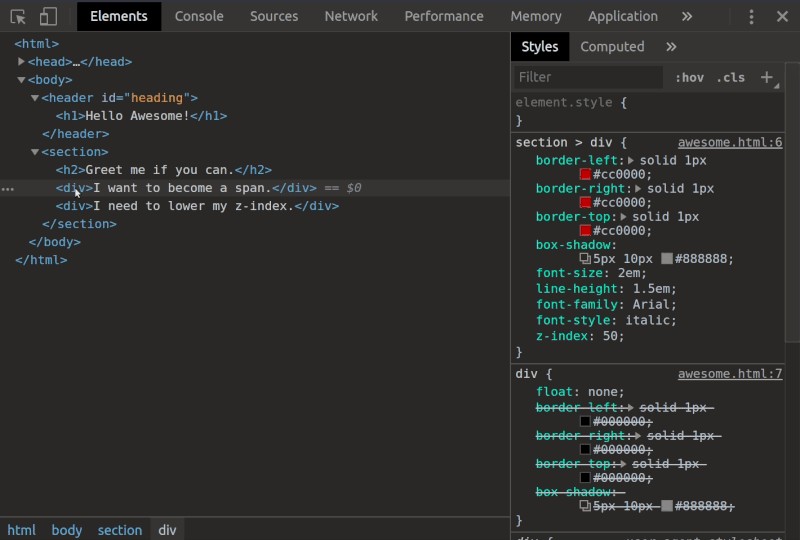 Elements Console Sources Network Performance Memory Application »
<html>
<head>…</head>
<body>
<header id="heading">
<h1>Hello Awesome!</h1>
</header>
<section>
<h2>Greet me if you can.</h2>
<div>I want to become a span.</div> == $0
<div>I need to lower my z-index.</div>
</section>
</body>
</html>
html body section div
Styles Computed »
Filter :hov .cls +
element.style {
}
section > div { awesome.html:6
border-left: solid 1px
#cc0000;
border-right: solid 1px
#cc0000;
border-top: solid 1px
#cc0000;
box-shadow:
5px 10px #888888;
font-size: 2em;
line-height: 1.5em;
font-family: Arial;
font-style: italic;
z-index: 50;
}
div { awesome.html:7
float: none;
border-left: solid 1px
#000000;
border-right: solid 1px
#000000;
border-top: solid 1px
#000000;
box-shadow:
5px 10px #888888;
}
div { user agent stylesheet